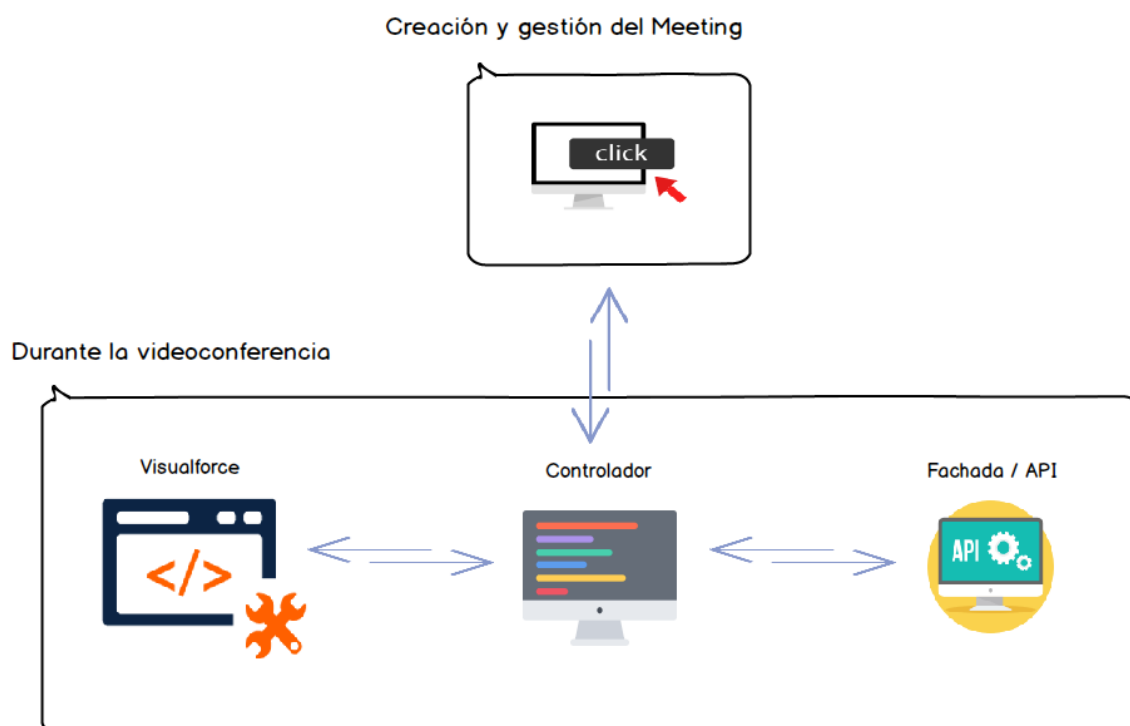 Creación y gestión del Meeting
click
Durante la videoconferencia
Visualforce
Controlador
Fachada / API
</>
API